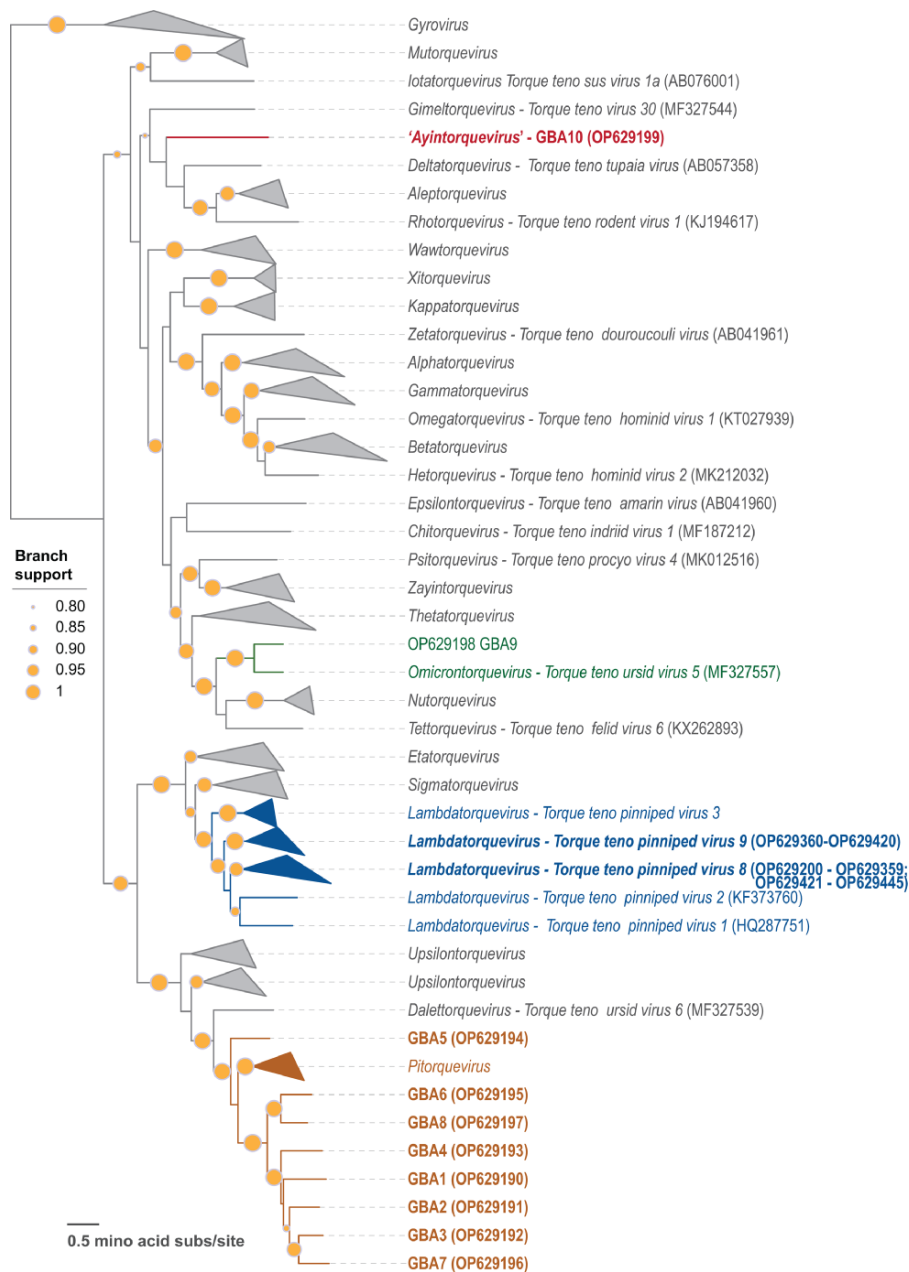 Gyrovirus
Mutorquevirus
Iotatorquevirus Torque teno sus virus 1a (AB076001)
Gimeltorquevirus - Torque teno virus 30 (MF327544)
‘Ayintorquevirus’ - GBA10 (OP629199)
Deltatorquevirus - Torque teno tupaia virus (AB057358)
Aleptorquevirus
Rhotorquevirus - Torque teno rodent virus 1 (KJ194617)
Wawtorquevirus
Xitorquevirus
Kappatorquevirus
Zetatorquevirus - Torque teno douroucouli virus (AB041961)
Alphatorquevirus
Gammatorquevirus
Omegatorquevirus - Torque teno hominid virus 1 (KT027939)
Betatorquevirus
Hetorquevirus - Torque teno hominid virus 2 (MK212032)
Epsilontorquevirus - Torque teno amarin virus (AB041960)
Chitorquevirus - Torque teno indriid virus 1 (MF187212)
Psitorquevirus - Torque teno procyo virus 4 (MK012516)
Zayintorquevirus
Thetatorquevirus
OP629198 GBA9
Omicrontorquevirus - Torque teno ursid virus 5 (MF327557)
Nutorquevirus
Tettorquevirus - Torque teno felid virus 6 (KX262893)
Etatorquevirus
Sigmatorquevirus
Lambdatorquevirus - Torque teno pinniped virus 3
Lambdatorquevirus - Torque teno pinniped virus 9 (OP629360-OP629420)
Lambdatorquevirus - Torque teno pinniped virus 8 (OP629200 - OP629359;
OP629421 - OP629445)
Lambdatorquevirus - Torque teno pinniped virus 2 (KF373760)
Lambdatorquevirus - Torque teno pinniped virus 1 (HQ287751)
Upsilontorquevirus
Upsilontorquevirus
Dalettorquevirus - Torque teno ursid virus 6 (MF327539)
GBA5 (OP629194)
Pitorquevirus
GBA6 (OP629195)
GBA8 (OP629197)
GBA4 (OP629193)
GBA1 (OP629190)
GBA2 (OP629191)
GBA3 (OP629192)
GBA7 (OP629196)
Branch
support
0.80
0.85
0.90
0.95
1
0.5 mino acid subs/site